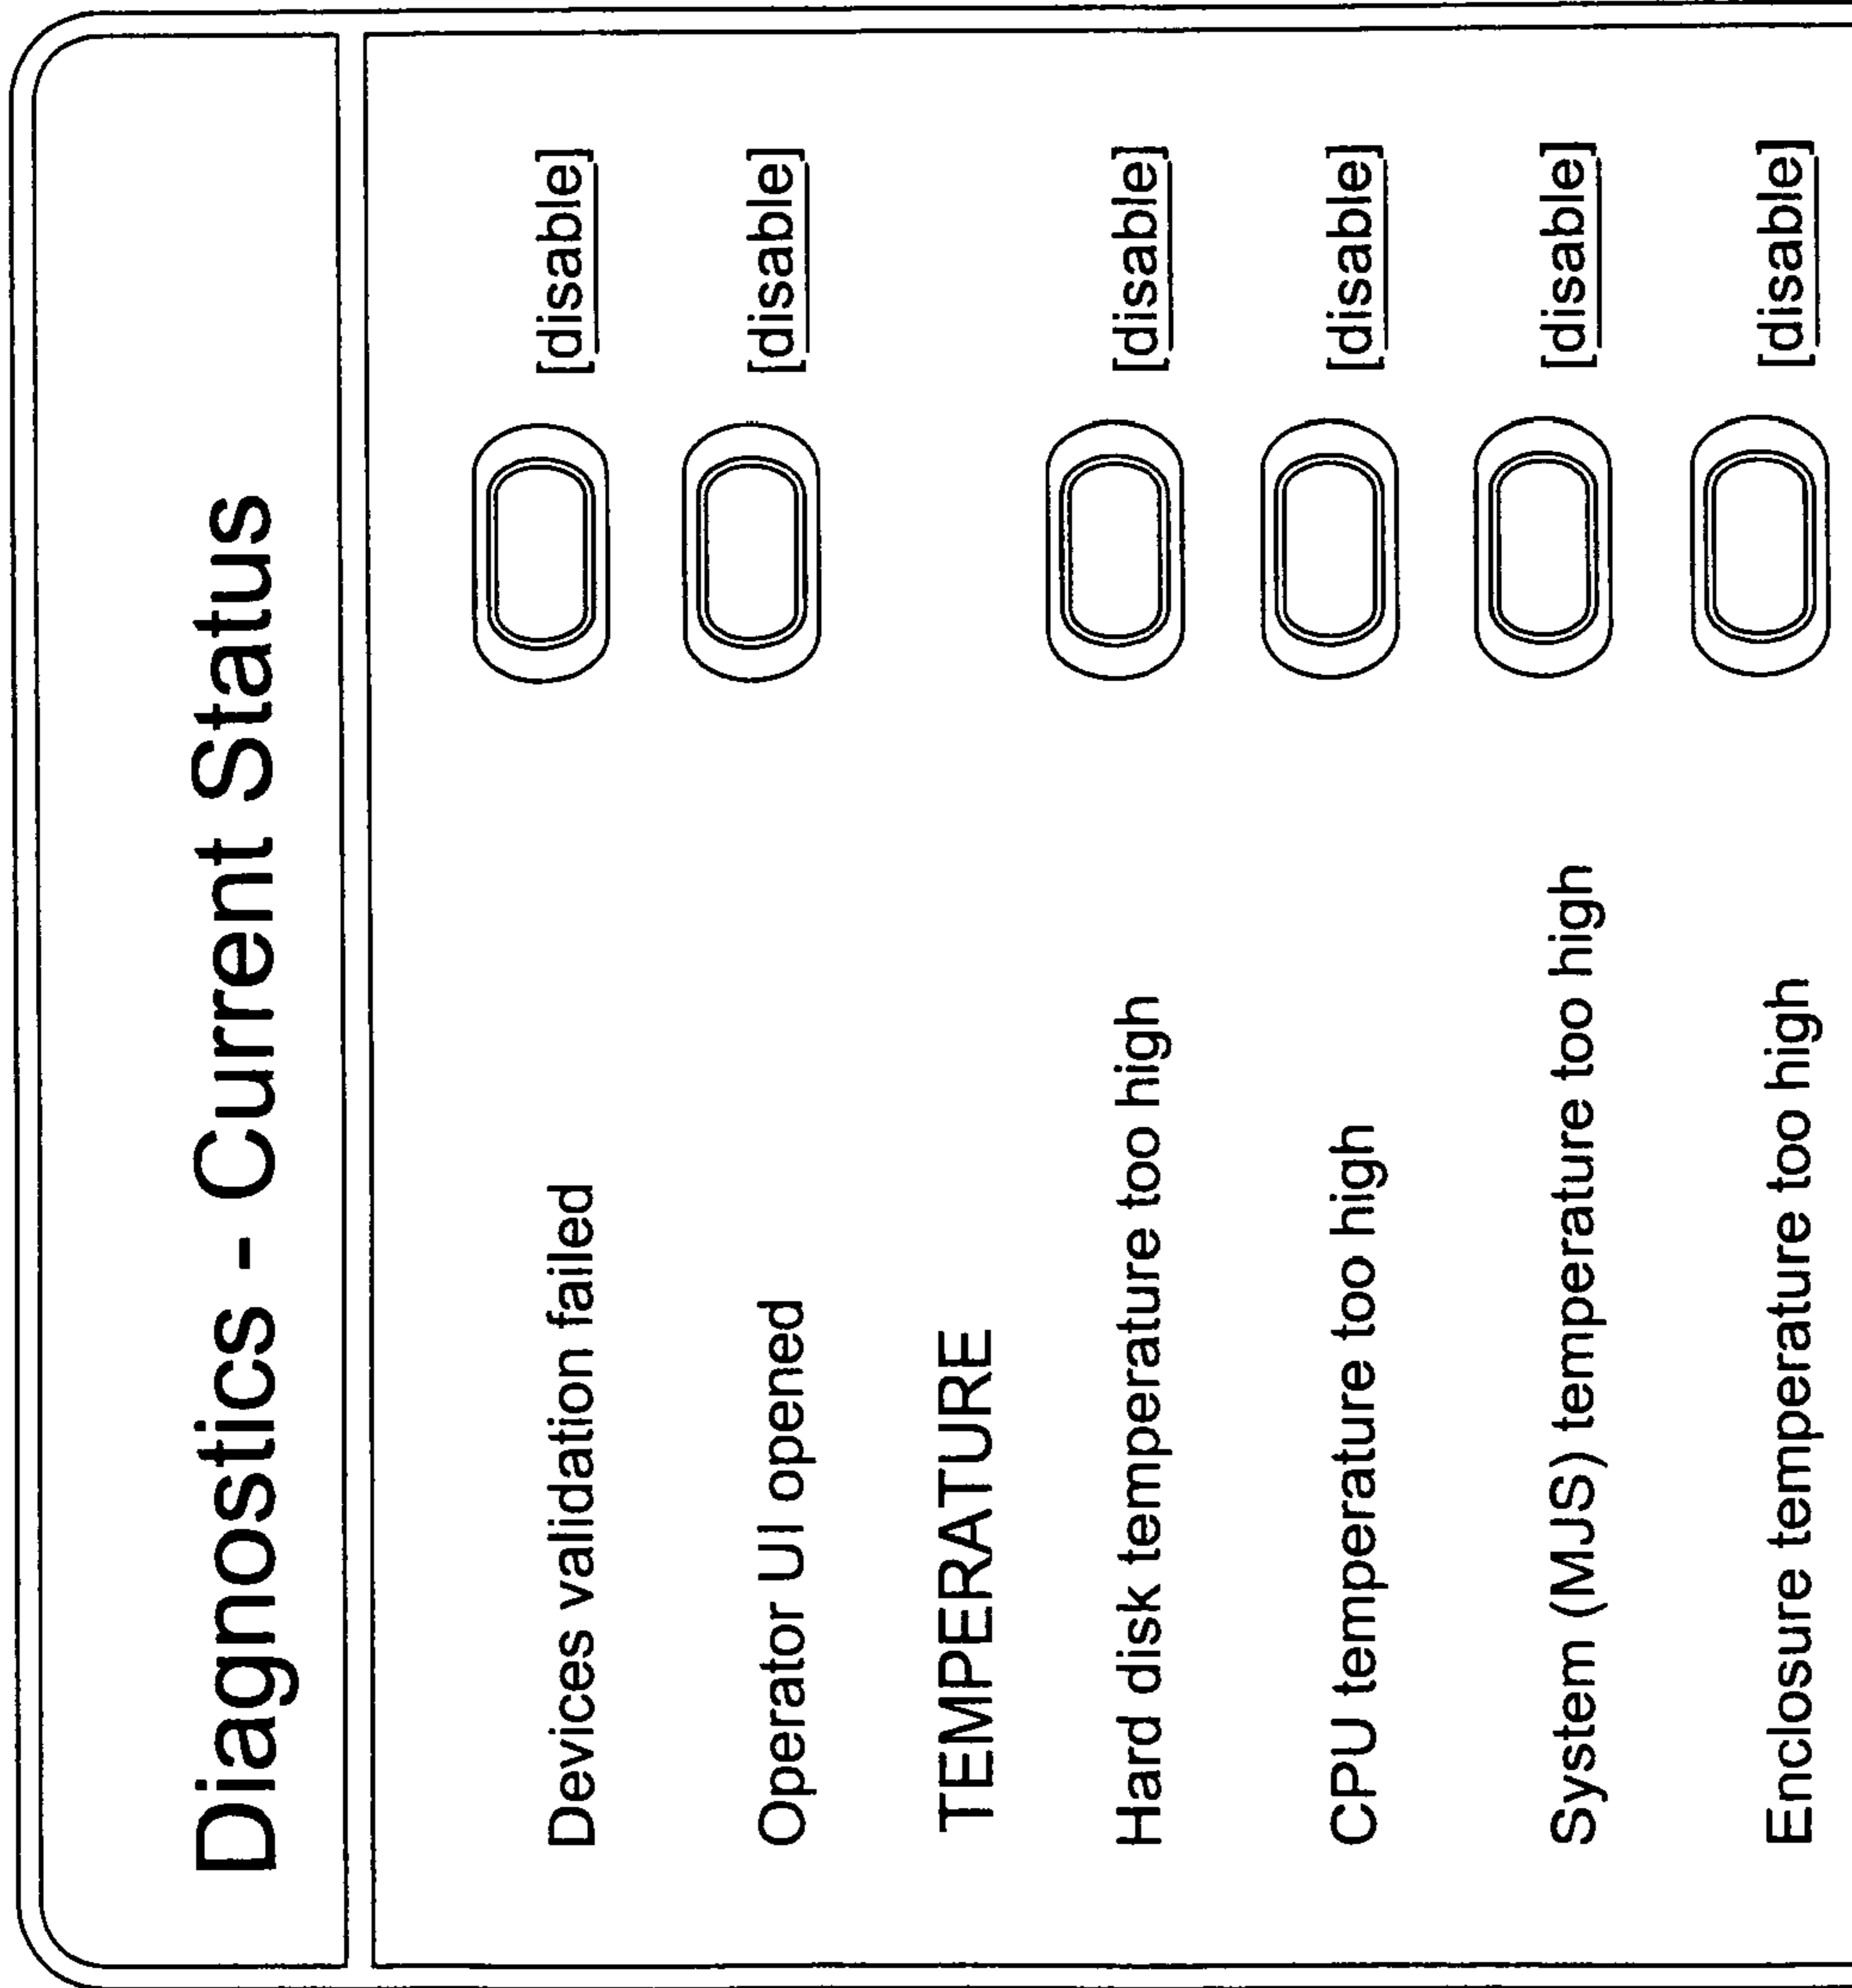 Diagnostics - Current Status
Devices validation failed [disable]
Operator UI opened [disable]
TEMPERATURE
Hard disk temperature too high [disable]
CPU temperature too high [disable]
System (MJS) temperature too high [disable]
Enclosure temperature too high [disable]